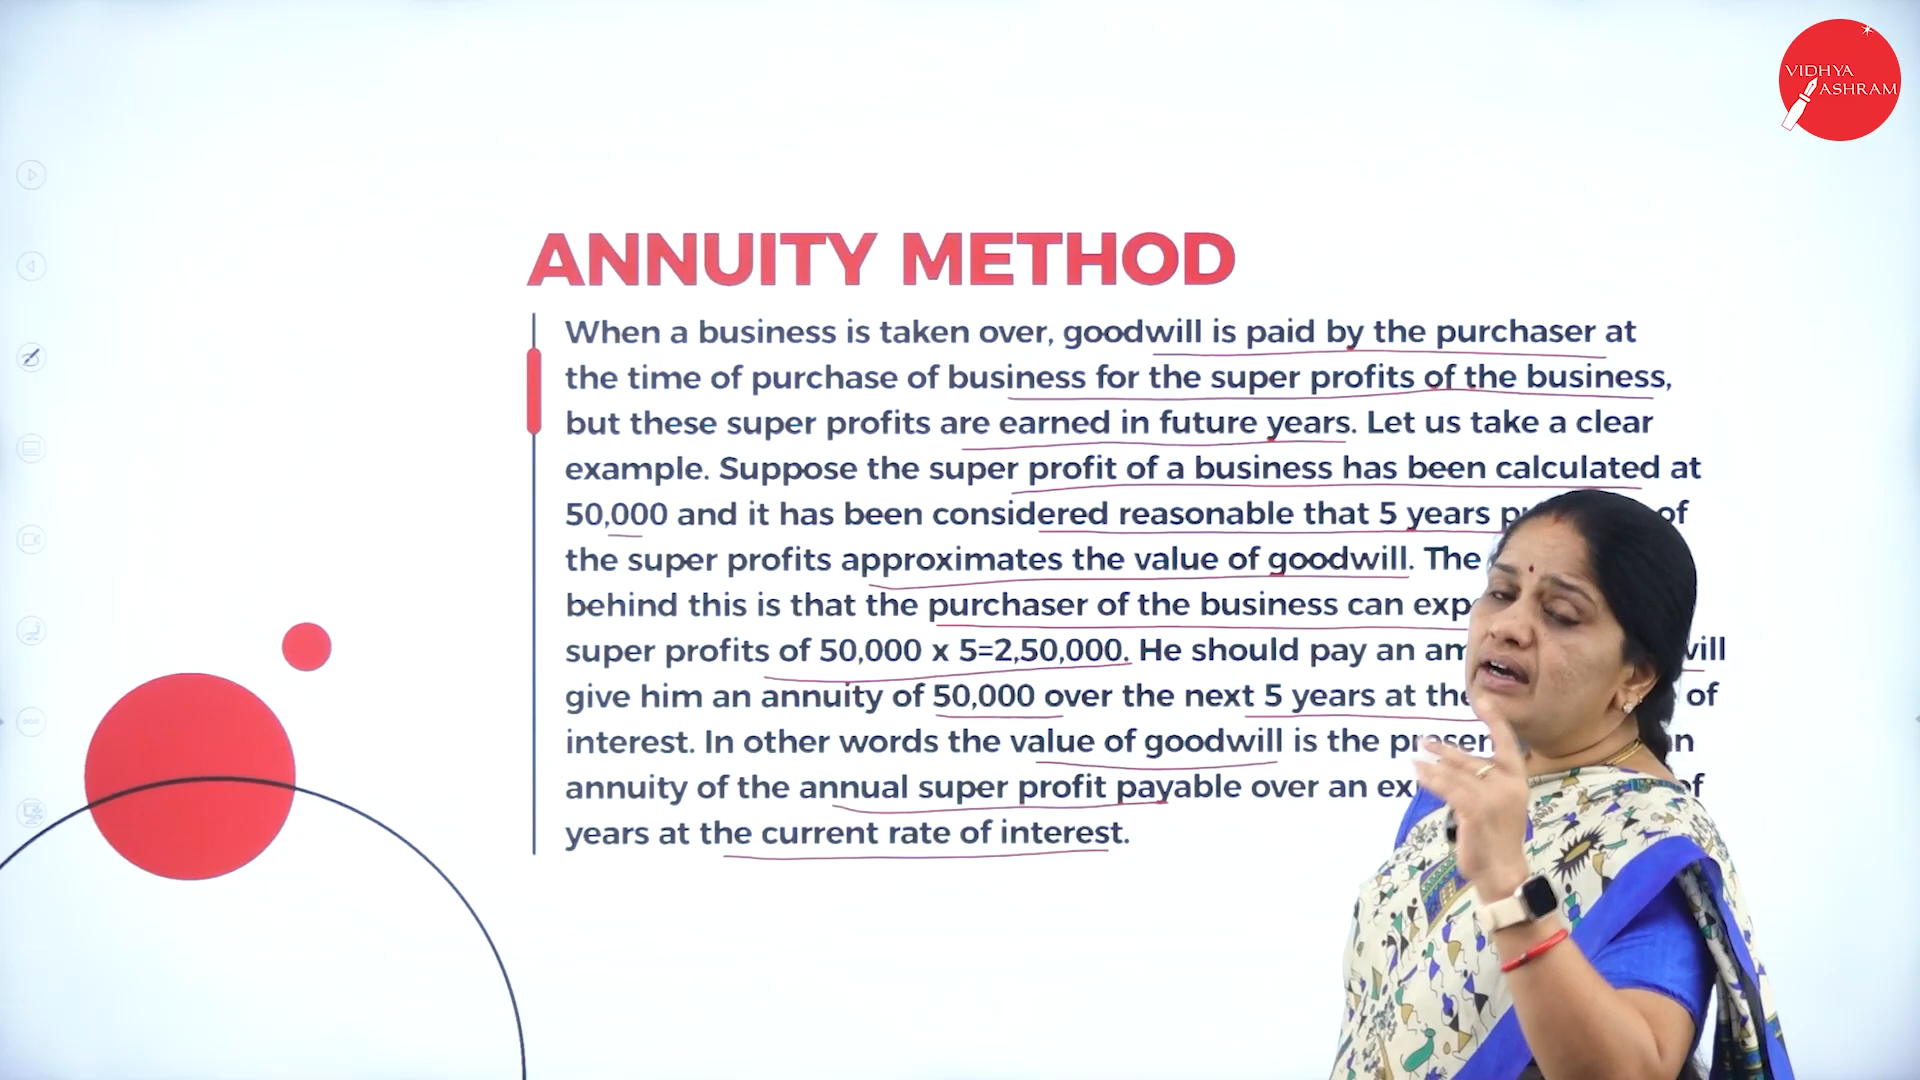 VIDHYA
ASHRAM
ANNUITY METHOD
When a business is taken over, goodwill is paid by the purchaser at
the time of purchase of business for the super profits of the business,
but these super profits are earned in future years. Let us take a clear
example. Suppose the super profit of a business has been calculated at
50,000 and it has been considered reasonable that 5 years of
the super profits approximates the value of goodwill. The
behind this is that the purchaser of the business can
super profits of 50,000 x 5=2,50,000. He should pay an
give him an annuity of 50,000 over the next 5 years at of
interest. In other words the value of goodwill is the
annuity of the annual super profit payable over an
years at the current rate of interest.